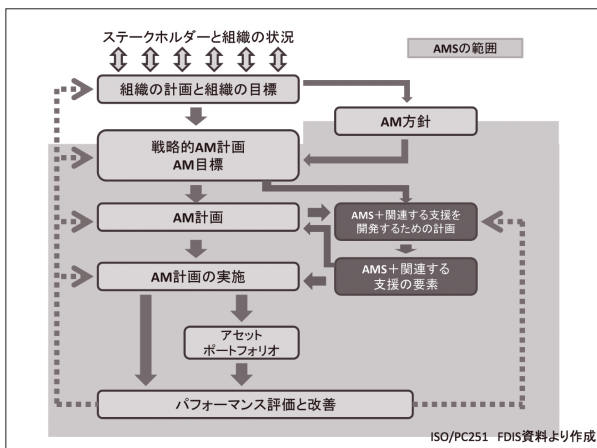 ステークホルダーと組織の状況
AMSの範囲
組織の計画と組織の目標
AM方針
戦略的AM計画
AM目標
AM計画
AMS＋関連する支援を
開発するための計画
AM計画の実施
AMS＋関連する
支援の要素
アセット
ポートフォリオ
パフォーマンス評価と改善
ISO/PC251 FDIS資料より作成